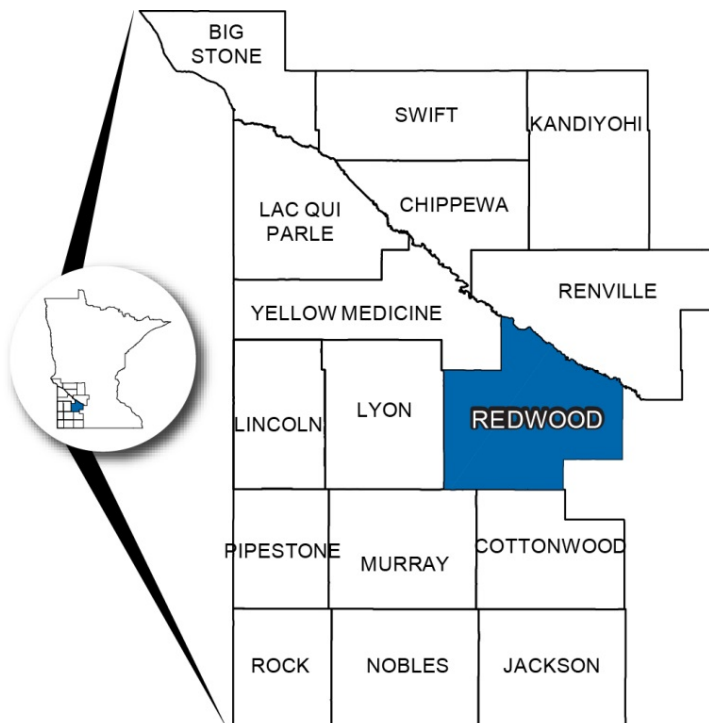 BIG
STONE
SWIFT
KANDIYOHI
LAC QUI
PARLE
CHIPPEWA
YELLOW MEDICINE
RENVILLE
LINCOLN
LYON
REDWOOD
PIPESTONE
MURRAY
COTTONWOOD
ROCK
NOBLES
JACKSON